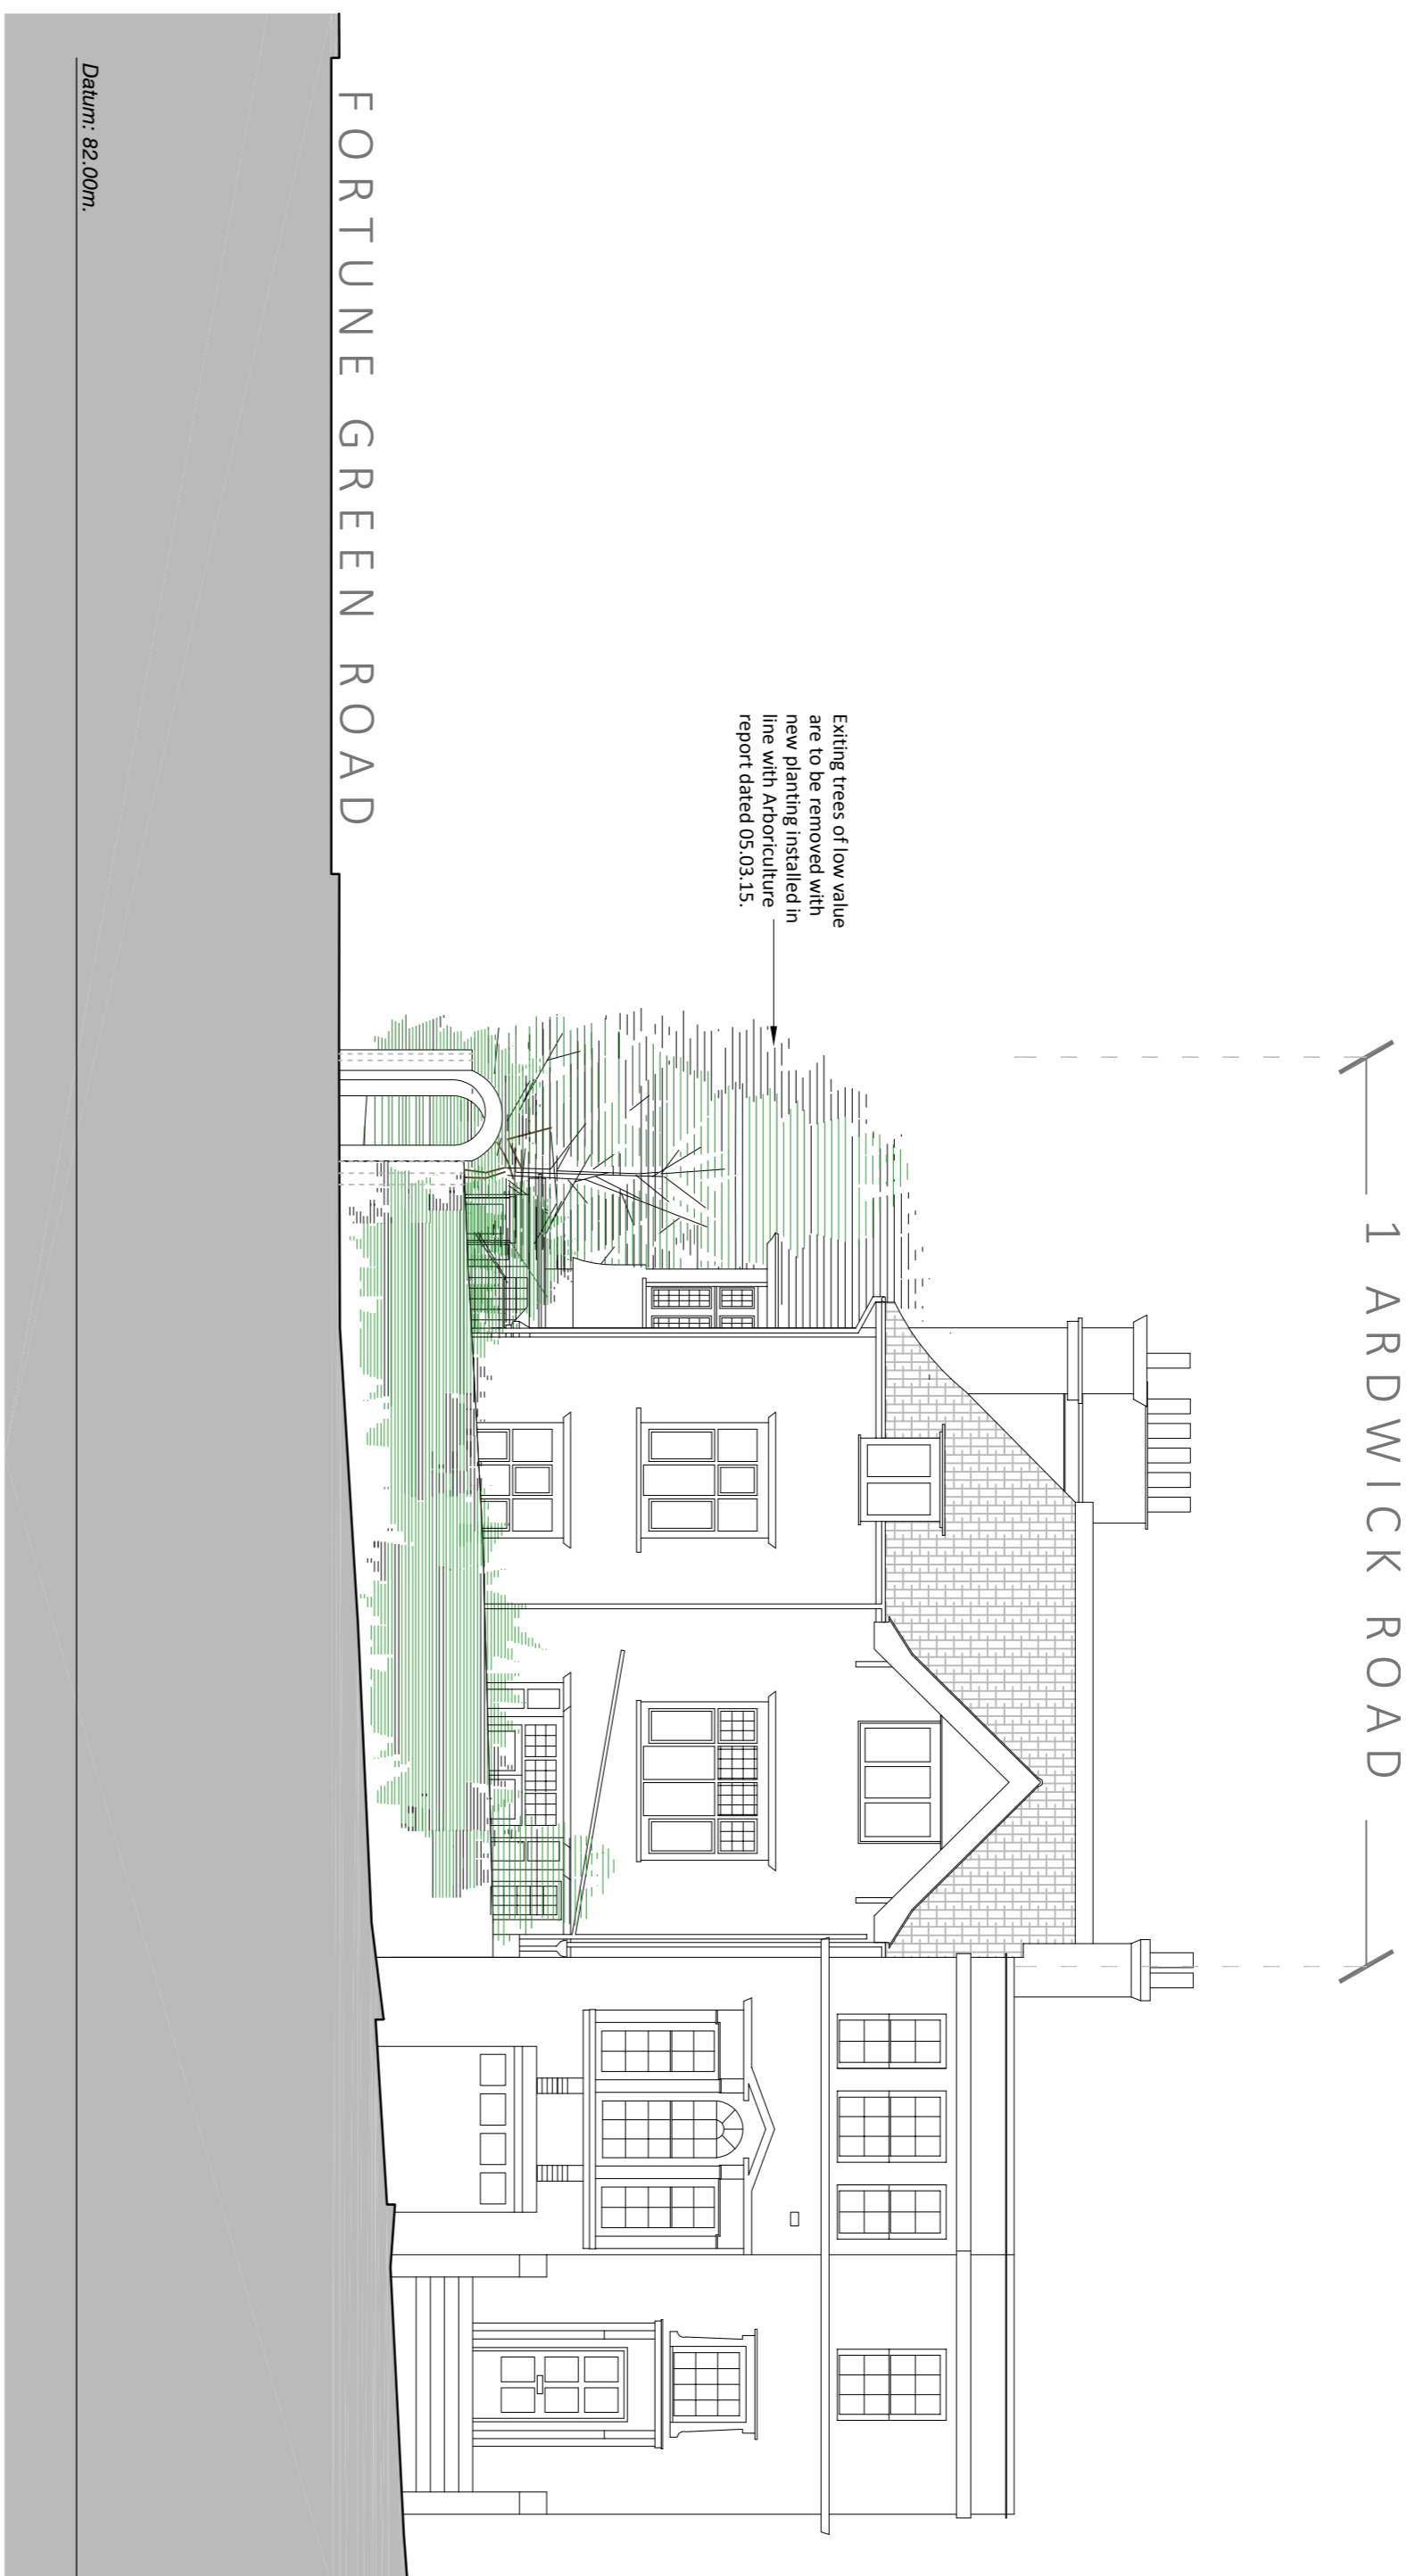 1 ARDWICK ROAD
Exiting trees of low value
are to be removed with
new planting installed in
line with Arboriculture
report dated 05.03.15.
FORTUNE GREEN ROAD
Datum: 82.00m.